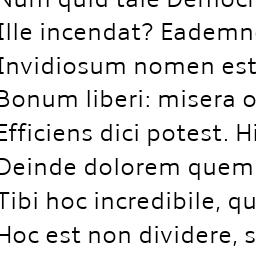 Num quid tale Democri
Ille incendat? Eademne
Invidiosum nomen est
Bonum liberi: misera o
Efficiens dici potest. Hi
Deinde dolorem quem
Tibi hoc incredibile, qu
Hoc est non dividere, s